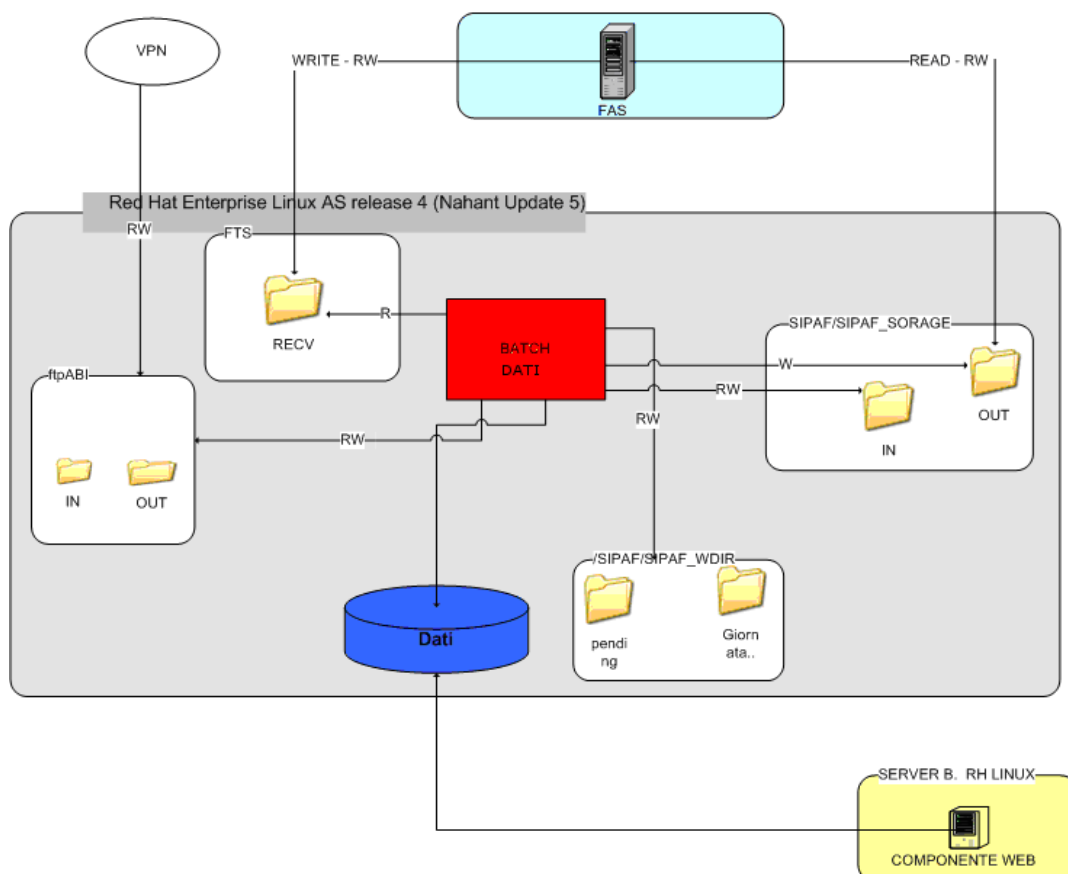 VPN
WRITE - RW
READ - RW
FAS
Red Hat Enterprise Linux AS release 4 (Nahant Update 5)
RW
FTS
RECV
R
BATCH
DATI
SIPAF/SIPAF_SORAGE
W
RW
OUT
IN
ftpABI
RW
RW
IN
OUT
/SIPAF/SIPAF_WDIR
pendi
ng
Giorn
ata..
Dati
SERVER B.  RH LINUX
COMPONENTE WEB